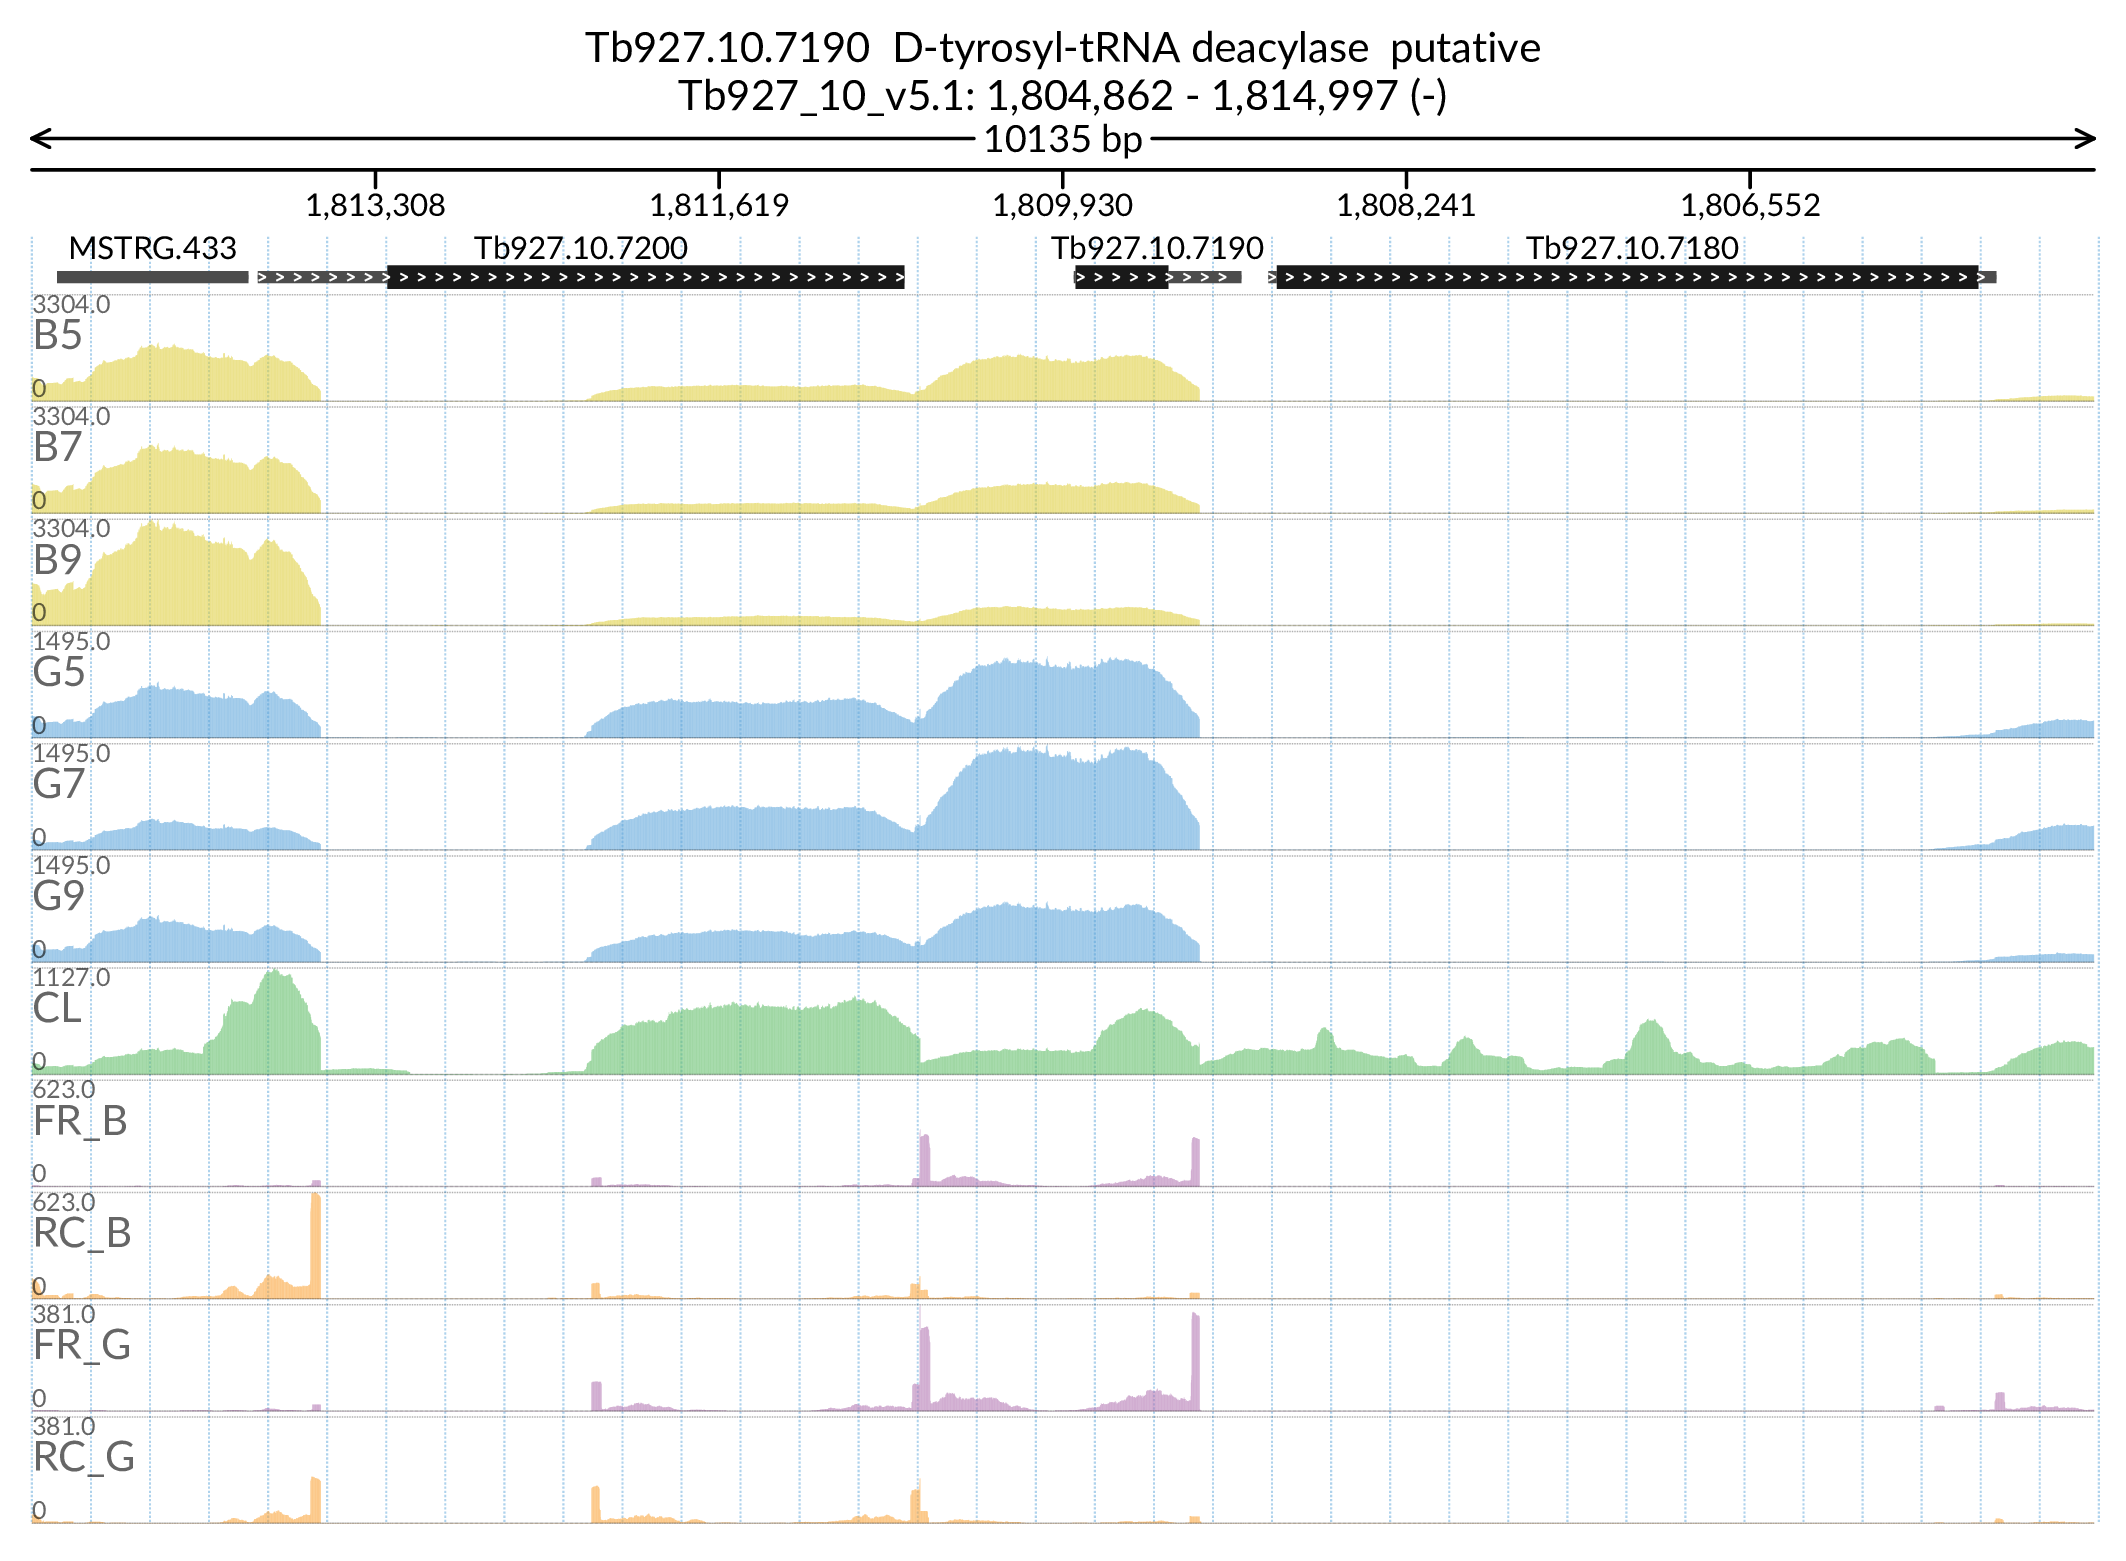 Tb927.10.7190  D-tyrosyl-tRNA deacylase  putative
Tb927_10_v5.1: 1,804,862 - 1,814,997 (-)
10135 bp
1,813,308 1,811,619 1,809,930 1,808,241 1,806,552
MSTRG.433 Tb927.10.7200 Tb927.10.7190 Tb927.10.7180
3304.0
B5
0
3304.0
B7
0
3304.0
B9
0
1495.0
G5
0
1495.0
G7
0
1495.0
G9
0
1127.0
CL
0
623.0
FR_B
0
623.0
RC_B
0
381.0
FR_G
0
381.0
RC_G
0